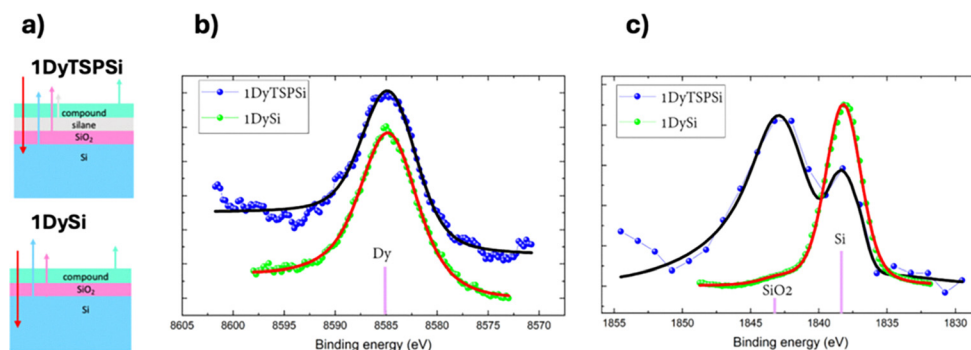 a)
1DyTSPSi
compound
silane
SiO2
Si
1DySi
compound
SiO2
Si
b)
1DyTSPSi
1DySi
Dy
8605 8600 8595 8590 8585 8580 8575 8570
Binding energy (eV)
c)
1DyTSPSi
1DySi
Si
SiO2
1855 1850 1845 1840 1835 1830
Binding energy (eV)